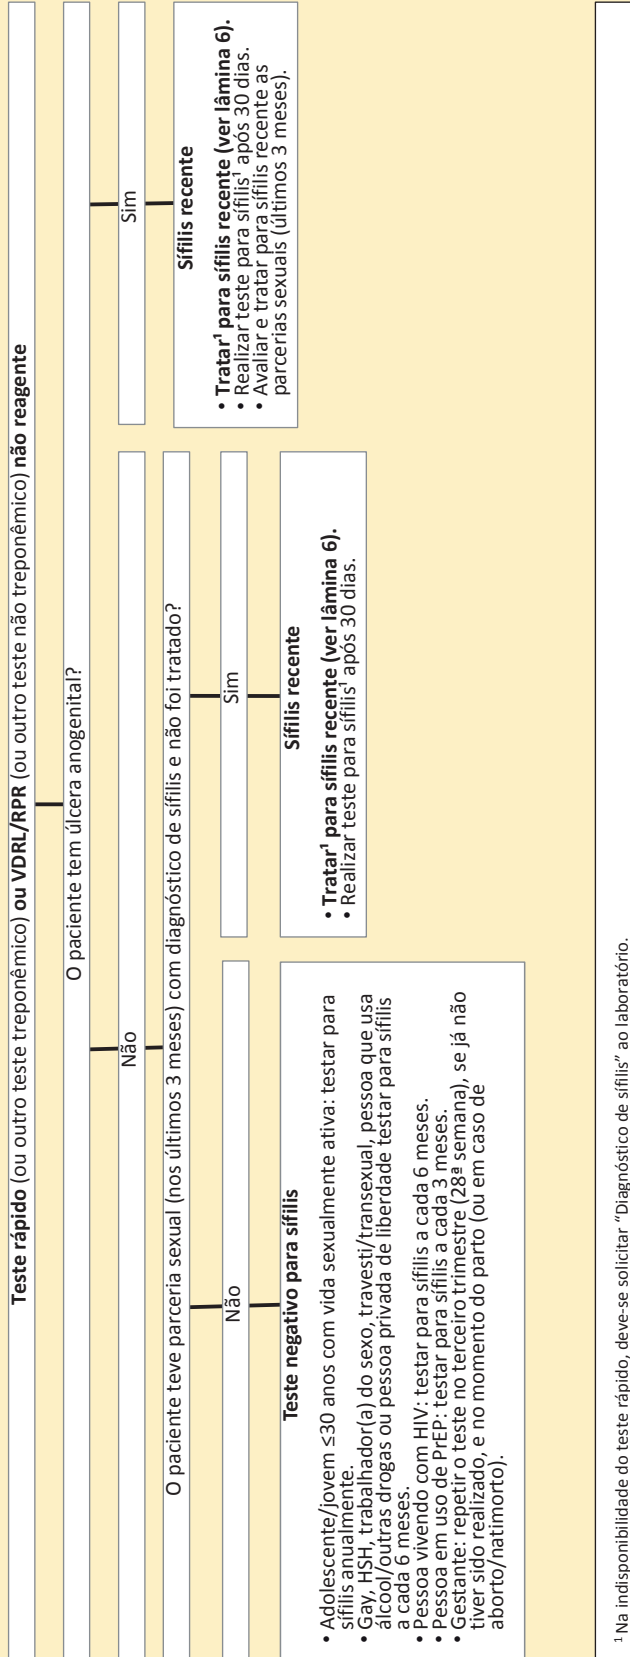 Teste rápido (ou outro teste treponêmico) ou VDRL/RPR (ou outro teste não treponêmico) não reagente
O paciente tem úlcera anogenital?
Não
Sim
O paciente teve parceria sexual (nos últimos 3 meses) com diagnóstico de sífilis e não foi tratado?
Sífilis recente
• Tratar¹ para sífilis recente (ver lâmina 6).
• Realizar teste para sífilis¹ após 30 dias.
• Avaliar e tratar para sífilis recente as
parcerias sexuais (últimos 3 meses).
Não
Sim
Teste negativo para sífilis
• Adolescente/jovem ≤30 anos com vida sexualmente ativa: testar para
sífilis anualmente.
• Gay, HSH, trabalhador(a) do sexo, travesti/transexual, pessoa que usa
álcool/outras drogas ou pessoa privada de liberdade testar para sífilis
a cada 6 meses.
• Pessoa vivendo com HIV: testar para sífilis a cada 6 meses.
• Pessoa em uso de PrEP: testar para sífilis a cada 3 meses.
• Gestante: repetir o teste no terceiro trimestre (28ª semana), se já não
tiver sido realizado, e no momento do parto (ou em caso de
aborto/natimorto).
Sífilis recente
• Tratar¹ para sífilis recente (ver lâmina 6).
• Realizar teste para sífilis¹ após 30 dias.
¹ Na indisponibilidade do teste rápido, deve-se solicitar "Diagnóstico de sífilis" ao laboratório.